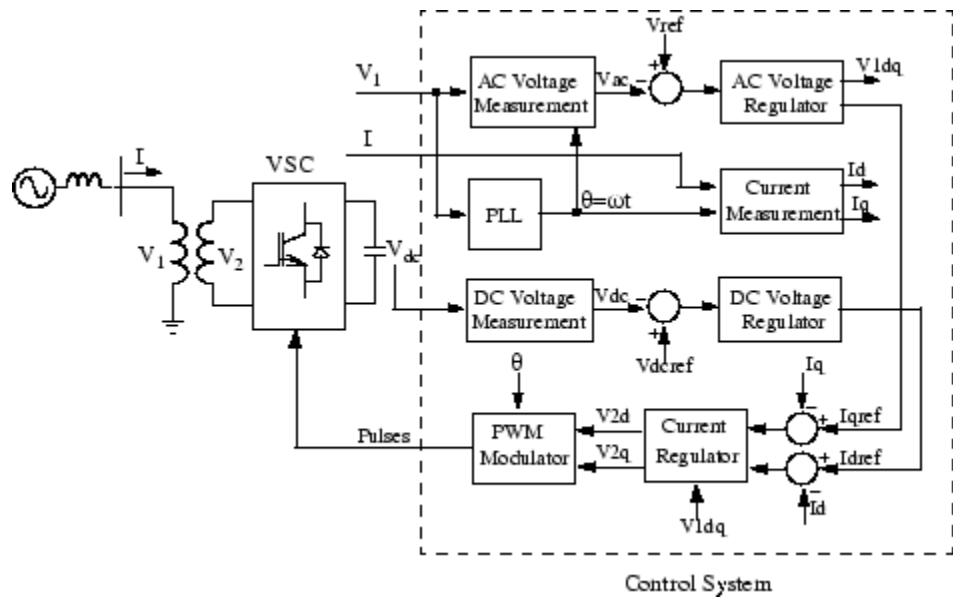 Vref
V1
AC Voltage
Measurement
Vac
−
+
AC Voltage
Regulator
V1dq
I
VSC
I
Id
Current
Measurement
Iq
PLL
θ=ωt
V1
V2
Vdc
DC Voltage
Measurement
Vdc
−
+
DC Voltage
Regulator
Vdcref
θ
Iq
−
+
Iqref
V2d
Current
Regulator
Pulses
PWM
Modulator
V2q
+
Idref
−
Id
V1dq
Control System